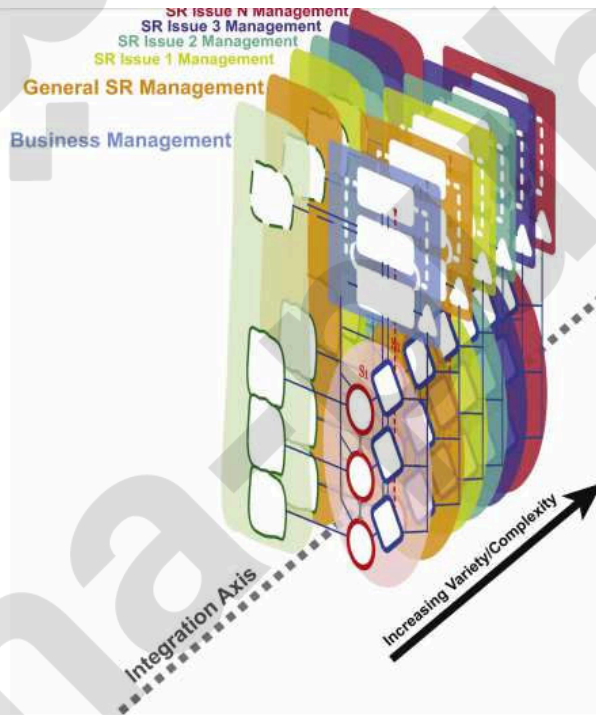 SR Issue N Management
SR Issue 3 Management
SR Issue 2 Management
SR Issue 1 Management
General SR Management
Business Management
S1
Integration Axis
Increasing Variety/Complexity